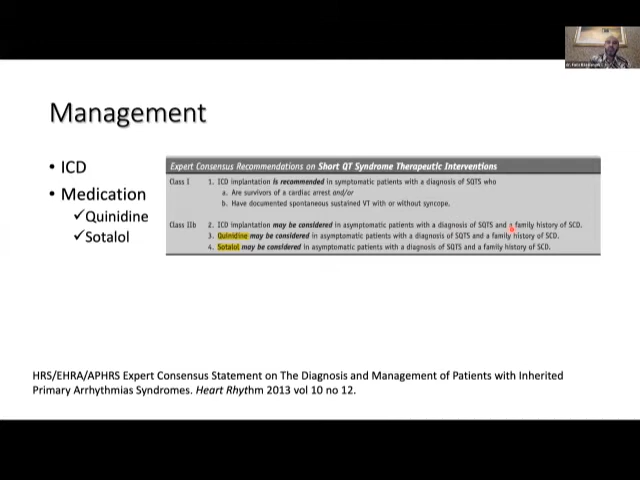 Management
• ICD
• Medication
✓Quinidine
✓Sotalol
Expert Consensus Recommendations on Short QT Syndrome Therapeutic Interventions
Class I 1. ICD implantation is recommended in symptomatic patients with a diagnosis of SQTS who
a. Are survivors of a cardiac arrest and/or
b. Have documented spontaneous sustained VT with or without syncope.
Class IIb 2. ICD implantation may be considered in asymptomatic patients with a diagnosis of SQTS and a family history of SCD.
3. Quinidine may be considered in asymptomatic patients with a diagnosis of SQTS and a family history of SCD.
4. Sotalol may be considered in asymptomatic patients with a diagnosis of SQTS and a family history of SCD.
HRS/EHRA/APHRS Expert Consensus Statement on The Diagnosis and Management of Patients with Inherited
Primary Arrhythmias Syndromes. Heart Rhythm 2013 vol 10 no 12.